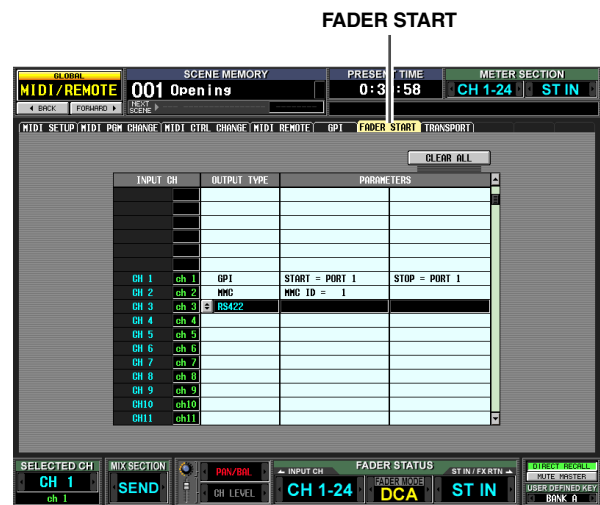 FADER START
GLOBAL
MIDI/REMOTE
BACK
FORWARD
SCENE MEMORY
001 Opening
NEXT SCENE
PRESENT TIME
0:3 :58
METER SECTION
CH 1-24
ST IN
MIDI SETUP
MIDI PGM CHANGE
MIDI CTRL CHANGE
MIDI REMOTE
GPI
FADER START
TRANSPORT
CLEAR ALL
INPUT CH OUTPUT TYPE PARAMETERS
CH 1 ch 1 GPI START = PORT 1 STOP = PORT 1
CH 2 ch 2 MMC MMC ID = 1
CH 3 ch 3 RS422
CH 4 ch 4
CH 5 ch 5
CH 6 ch 6
CH 7 ch 7
CH 8 ch 8
CH 9 ch 9
CH10 ch10
CH11 ch11
SELECTED CH
CH 1
ch 1
MIX SECTION
SEND
PAN/BAL
CH LEVEL
FADER STATUS
INPUT CH
CH 1-24
FADER MODE
DCA
ST IN / FX RTN
ST IN
DIRECT RECALL
MUTE MASTER
USER DEFINED KEY
BANK A